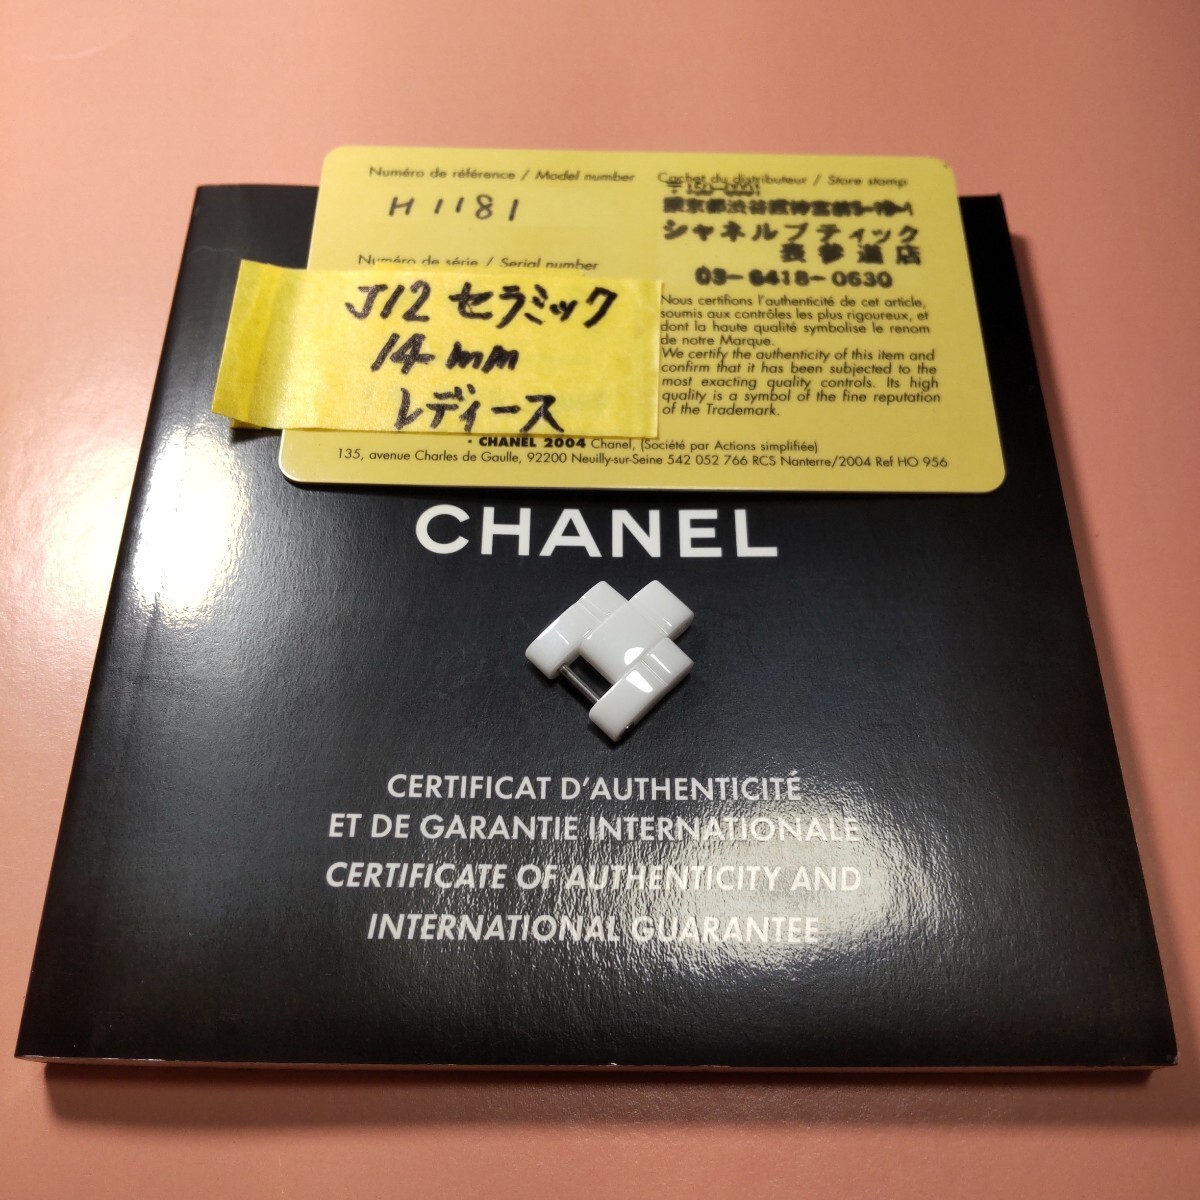 Numéro de référence / Model number
H 1181
Numéro de série / Serial number
Cachet du distributeur / Store stamp
シャネルブティック
表参道店
03-6418-0630
Nous certifions l'authenticité de cet article,
soumis aux contrôles les plus rigoureux, et
dont la haute qualité symbolise le renom
de notre Marque.
We certify the authenticity of this item and
confirm that it has been subjected to the
most exacting quality controls. Its high
quality is a symbol of the fine reputation
of the Trademark.
J12 セラミック
14mm
レディース
· CHANEL 2004 Chanel, (Société par Actions simplifiée)
135, avenue Charles de Gaulle, 92200 Neuilly-sur-Seine 542 052 766 RCS Nanterre/2004 Ref HO 956
CHANEL
CERTIFICAT D'AUTHENTICITÉ
ET DE GARANTIE INTERNATIONALE
CERTIFICATE OF AUTHENTICITY AND
INTERNATIONAL GUARANTEE